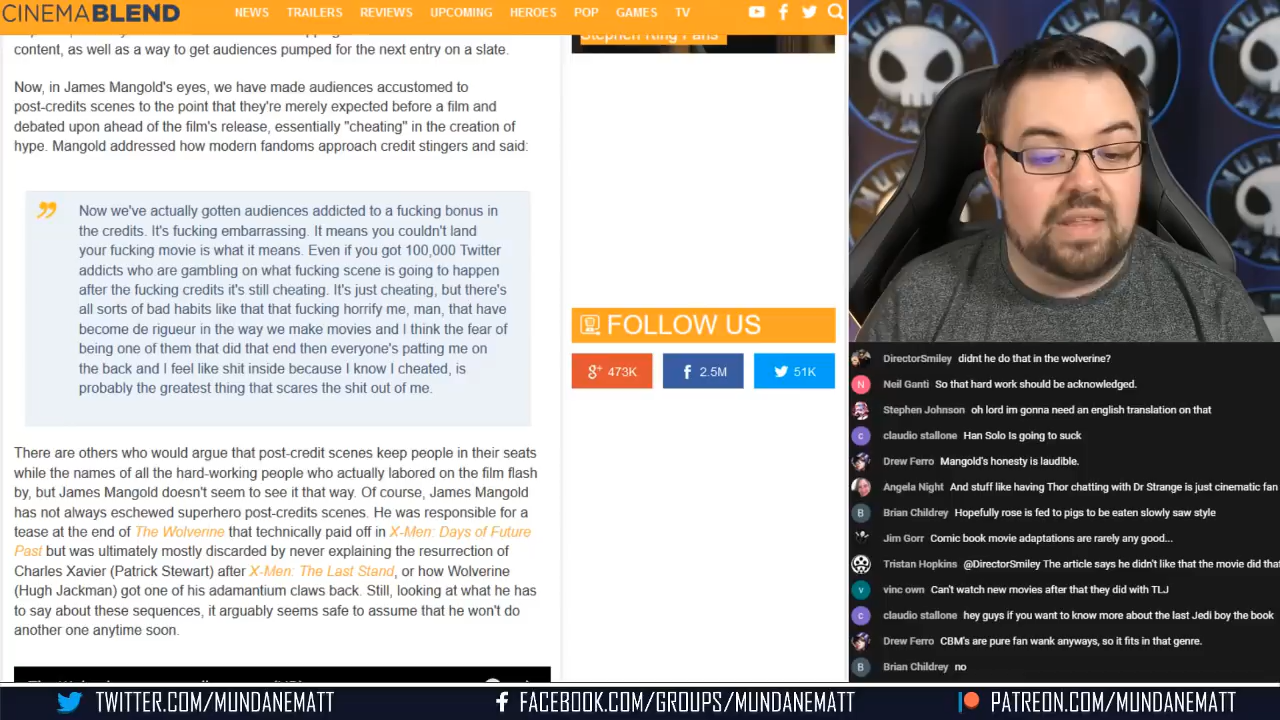 CINEMABLEND
NEWS TRAILERS REVIEWS UPCOMING HEROES POP GAMES TV
content, as well as a way to get audiences pumped for the next entry on a slate.
Stephen King Fans
Now, in James Mangold's eyes, we have made audiences accustomed to
post-credits scenes to the point that they're merely expected before a film and
debated upon ahead of the film's release, essentially "cheating" in the creation of
hype. Mangold addressed how modern fandoms approach credit stingers and said:
Now we've actually gotten audiences addicted to a fucking bonus in
the credits. It's fucking embarrassing. It means you couldn't land
your fucking movie is what it means. Even if you got 100,000 Twitter
addicts who are gambling on what fucking scene is going to happen
after the fucking credits it's still cheating. It's just cheating, but there's
all sorts of bad habits like that that fucking horrify me, man, that have
become de rigueur in the way we make movies and I think the fear of
being one of them that did that end then everyone's patting me on
the back and I feel like shit inside because I know I cheated, is
probably the greatest thing that scares the shit out of me.
There are others who would argue that post-credit scenes keep people in their seats
while the names of all the hard-working people who actually labored on the film flash
by, but James Mangold doesn't seem to see it that way. Of course, James Mangold
has not always eschewed superhero post-credits scenes. He was responsible for a
tease at the end of The Wolverine that technically paid off in X-Men: Days of Future
Past but was ultimately mostly discarded by never explaining the resurrection of
Charles Xavier (Patrick Stewart) after X-Men: The Last Stand, or how Wolverine
(Hugh Jackman) got one of his adamantium claws back. Still, looking at what he has
to say about these sequences, it arguably seems safe to assume that he won't do
another one anytime soon.
FOLLOW US
473K 2.5M 51K
DirectorSmiley didnt he do that in the wolverine?
Neil Ganti So that hard work should be acknowledged.
Stephen Johnson oh lord im gonna need an english translation on that
claudio stallone Han Solo Is going to suck
Drew Ferro Mangold's honesty is laudible.
Angela Night And stuff like having Thor chatting with Dr Strange is just cinematic fan
Brian Childrey Hopefully rose is fed to pigs to be eaten slowly saw style
Jim Gorr Comic book movie adaptations are rarely any good...
Tristan Hopkins @DirectorSmiley The article says he didn't like that the movie did that
vinc own Can't watch new movies after that they did with TLJ
claudio stallone hey guys if you want to know more about the last Jedi boy the book
Drew Ferro CBM's are pure fan wank anyways, so it fits in that genre.
Brian Childrey no
TWITTER.COM/MUNDANEMATT FACEBOOK.COM/GROUPS/MUNDANEMATT PATREON.COM/MUNDANEMATT